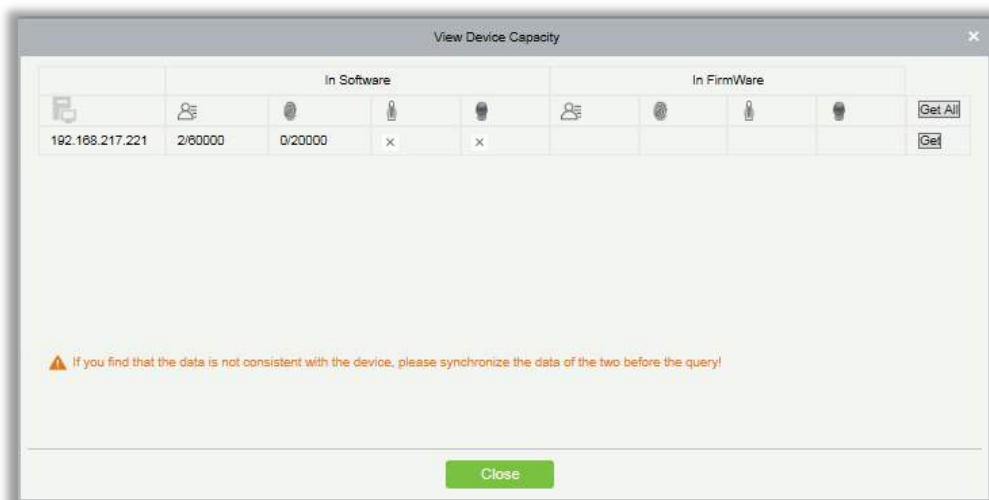 View Device Capacity
In Software In FirmWare
Get All
192.168.217.221 2/60000 0/20000 Get
If you find that the data is not consistent with the device, please synchronize the data of the two before the query!
Close